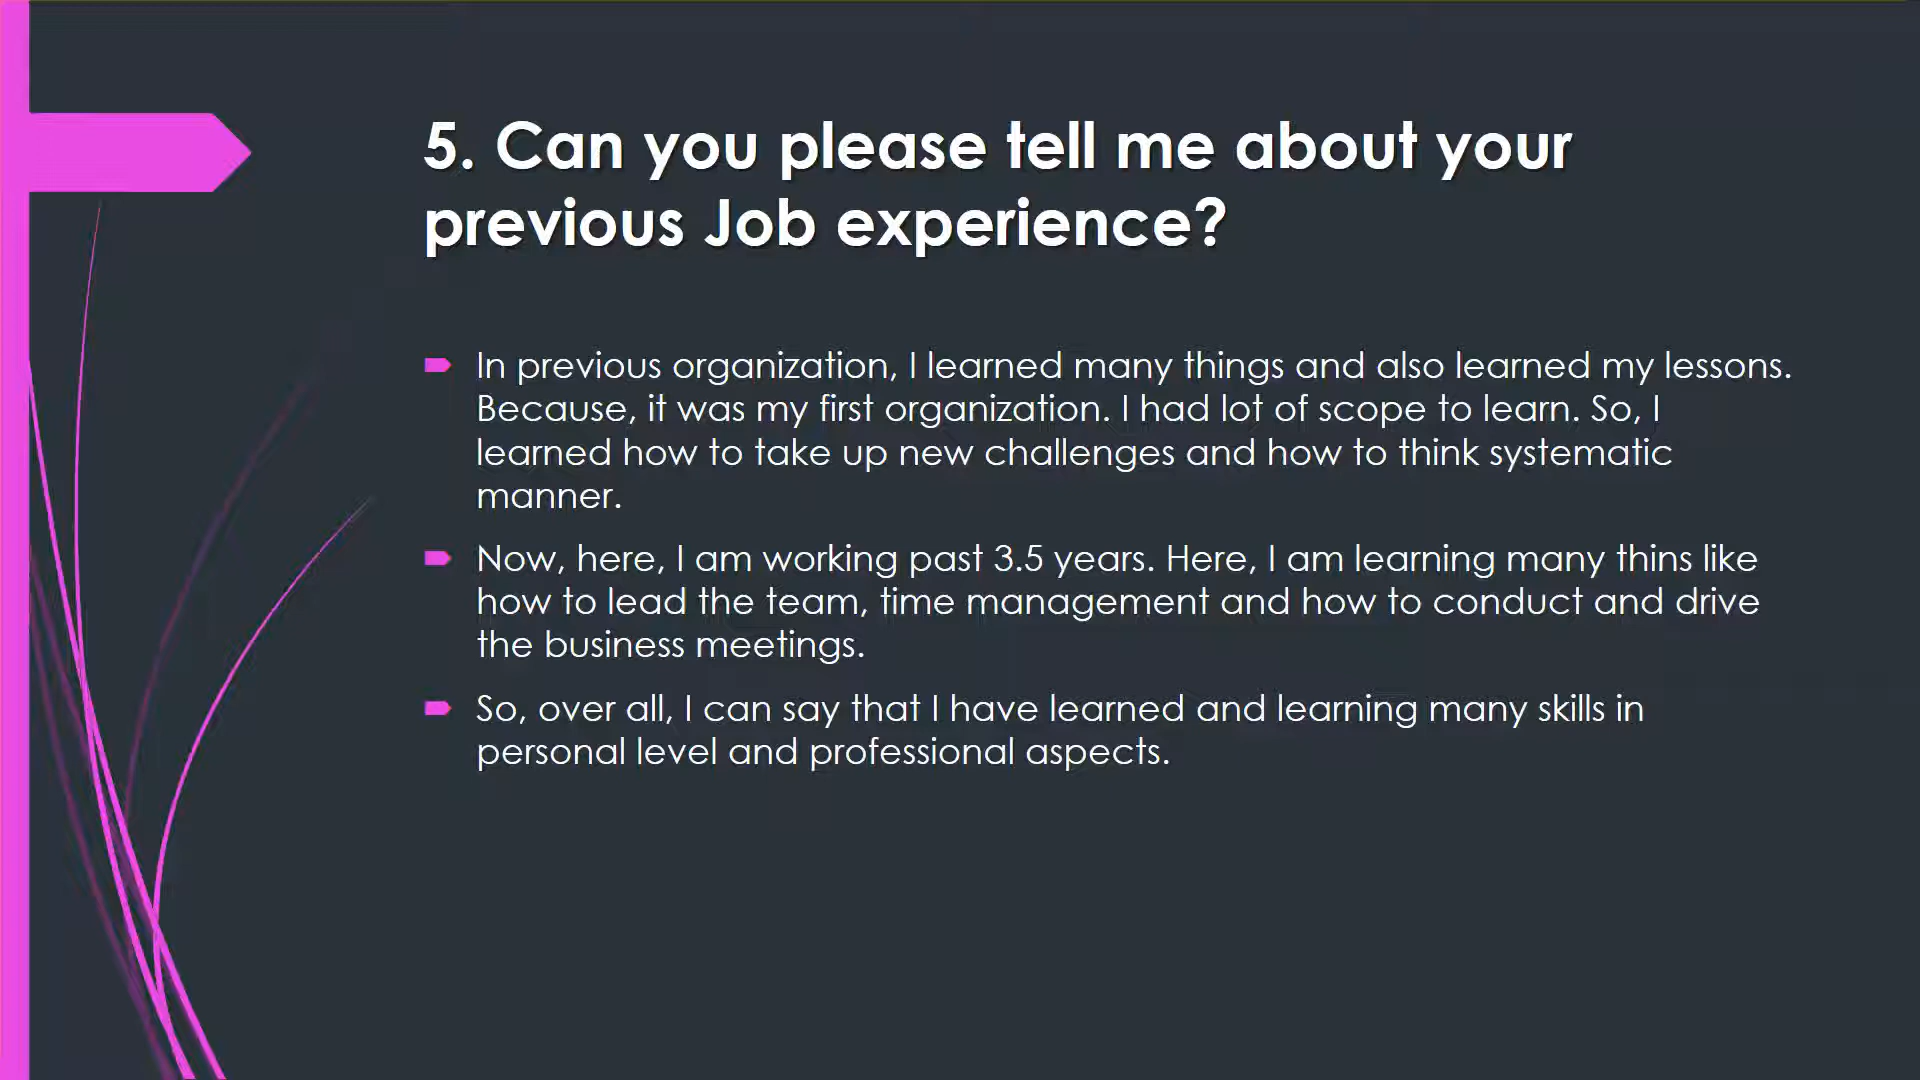 5. Can you please tell me about your
previous Job experience?
In previous organization, I learned many things and also learned my lessons.
Because, it was my first organization. I had lot of scope to learn. So, I
learned how to take up new challenges and how to think systematic
manner.
Now, here, I am working past 3.5 years. Here, I am learning many thins like
how to lead the team, time management and how to conduct and drive
the business meetings.
So, over all, I can say that I have learned and learning many skills in
personal level and professional aspects.